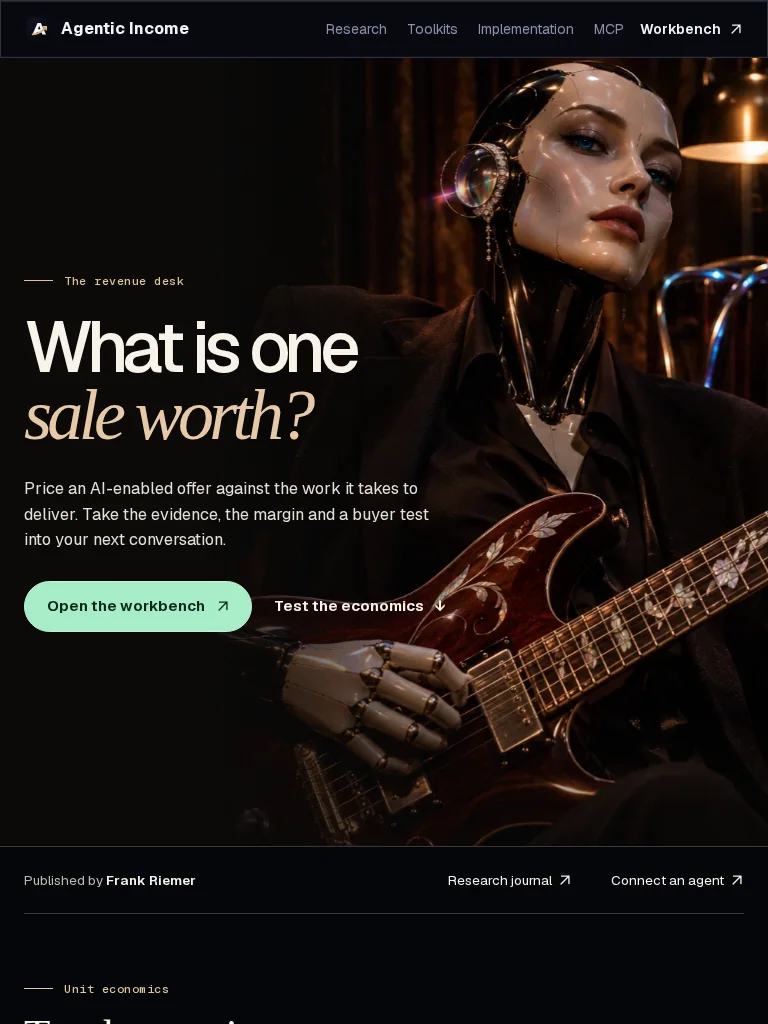 Agentic Income
Research
Toolkits
Implementation
MCP
Workbench
The revenue desk
What is one
sale worth?
Price an AI-enabled offer against the work it takes to
deliver. Take the evidence, the margin and a buyer test
into your next conversation.
Open the workbench
Test the economics
Published by Frank Riemer
Research journal
Connect an agent
Unit economics